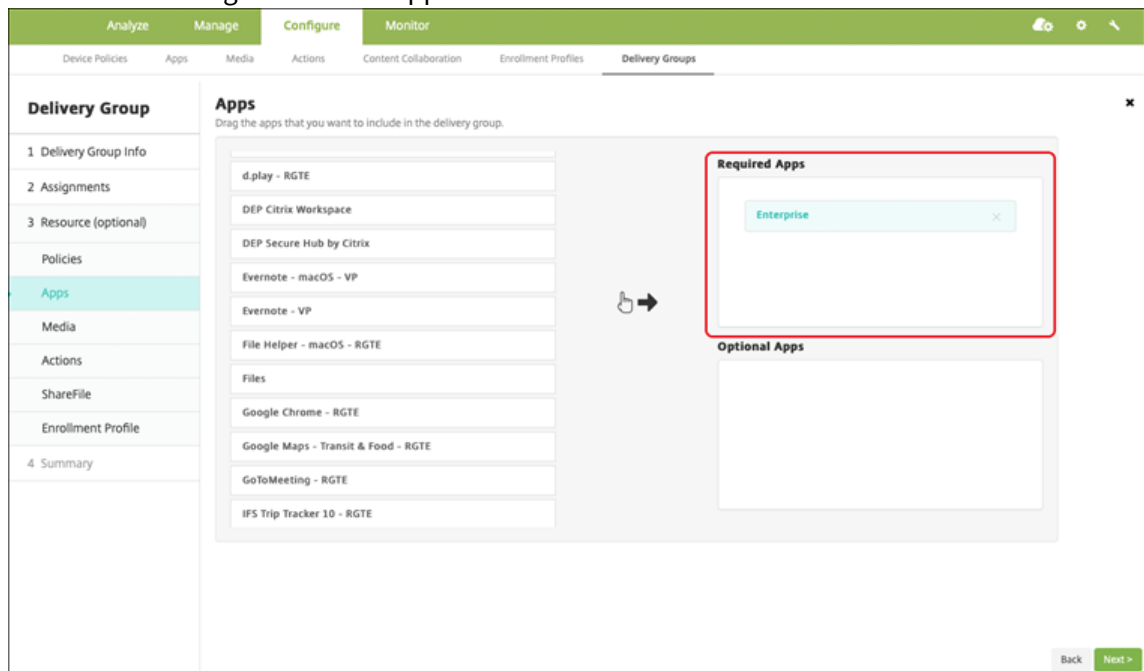 Analyze Manage Configure Monitor
Device Policies Apps Media Actions Content Collaboration Enrollment Profiles Delivery Groups
Delivery Group
1 Delivery Group Info
2 Assignments
3 Resource (optional)
Policies
Apps
Media
Actions
ShareFile
Enrollment Profile
4 Summary
Apps
Drag the apps that you want to include in the delivery group.
d.play - RGTE
DEP Citrix Workspace
DEP Secure Hub by Citrix
Evernote - macOS - VP
Evernote - VP
File Helper - macOS - RGTE
Files
Google Chrome - RGTE
Google Maps - Transit & Food - RGTE
GoToMeeting - RGTE
IFS Trip Tracker 10 - RGTE
Required Apps
Enterprise
Optional Apps
Back Next >